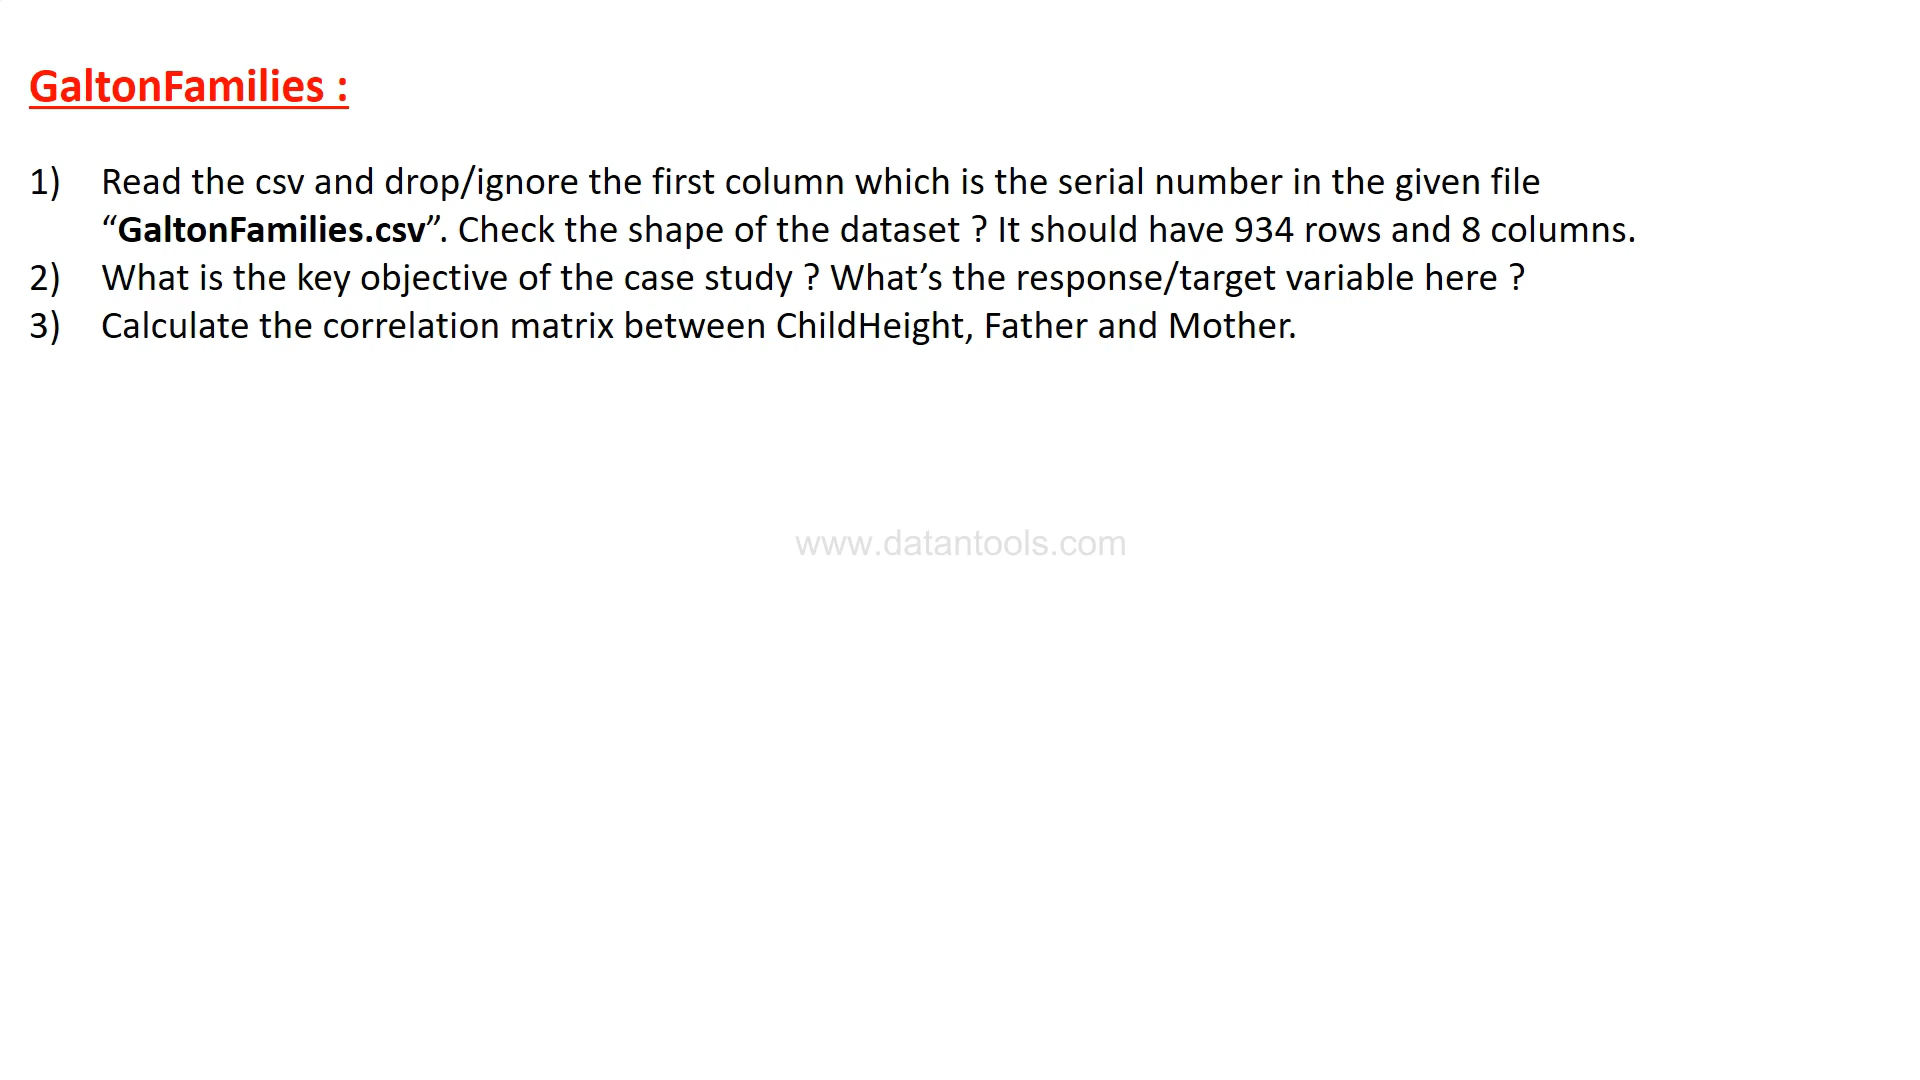 GaltonFamilies :
1) Read the csv and drop/ignore the first column which is the serial number in the given file
“GaltonFamilies.csv”. Check the shape of the dataset ? It should have 934 rows and 8 columns.
2) What is the key objective of the case study ? What’s the response/target variable here ?
3) Calculate the correlation matrix between ChildHeight, Father and Mother.
www.datantools.com